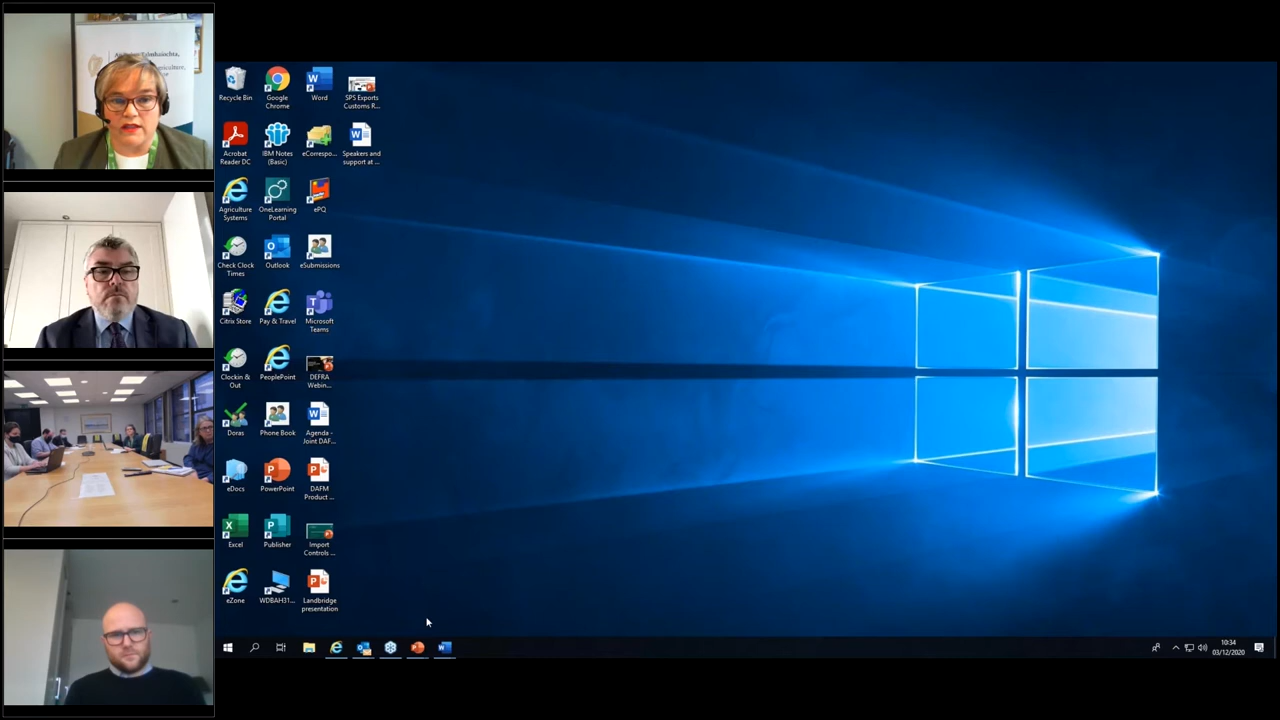 Recycle Bin
Google
Chrome
Word
SPS Exports
Customs R...
Acrobat
Reader DC
IBM Notes
(Basic)
eCorrespo...
Speakers and
support at ...
Agriculture
Systems
OneLearning
Portal
ePQ
Check Clock
Times
Outlook
eSubmissions
Citrix Store
Pay & Travel
Microsoft
Teams
Clockin &
Out
PeoplePoint
DEFRA
Webin...
Doras
Phone Book
Agenda -
Joint DAF...
eDocs
PowerPoint
DAFM
Product ...
Excel
Publisher
Import
Controls ...
eZone
WDBAH31...
Landbridge
presentation
10:34
03/12/2020